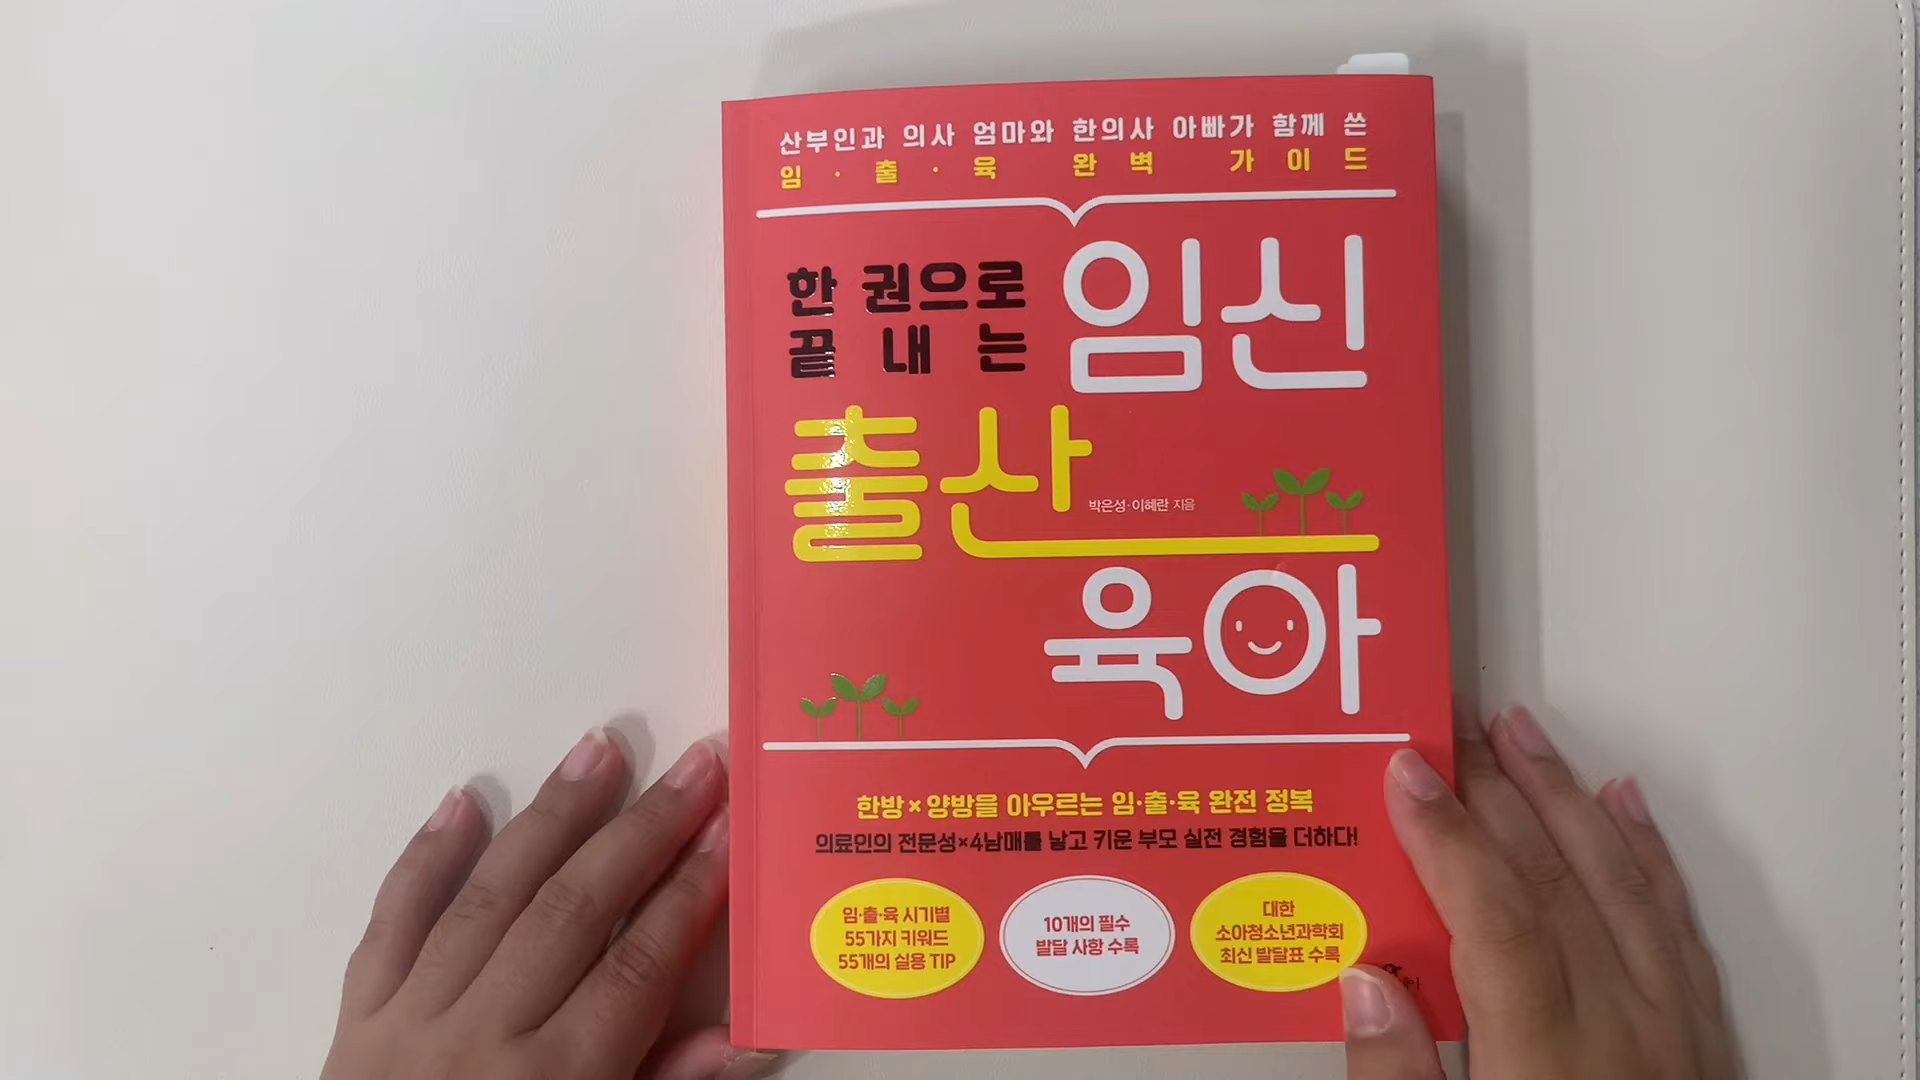 산부인과 의사 엄마와 한의사 아빠가 함께 쓴
임·출·육 완벽 가이드
한 권으로
끝내는
임신
출산
박은성·이혜란 지음
육아
한방×양방을 아우르는 임·출·육 완전 정복
의료인의 전문성×4남매를 낳고 키운 부모 실전 경험을 더하다!
임·출·육 시기별
55가지 키워드
55개의 실용 TIP
10개의 필수
발달 사항 수록
대한
소아청소년과학회
최신 발달표 수록